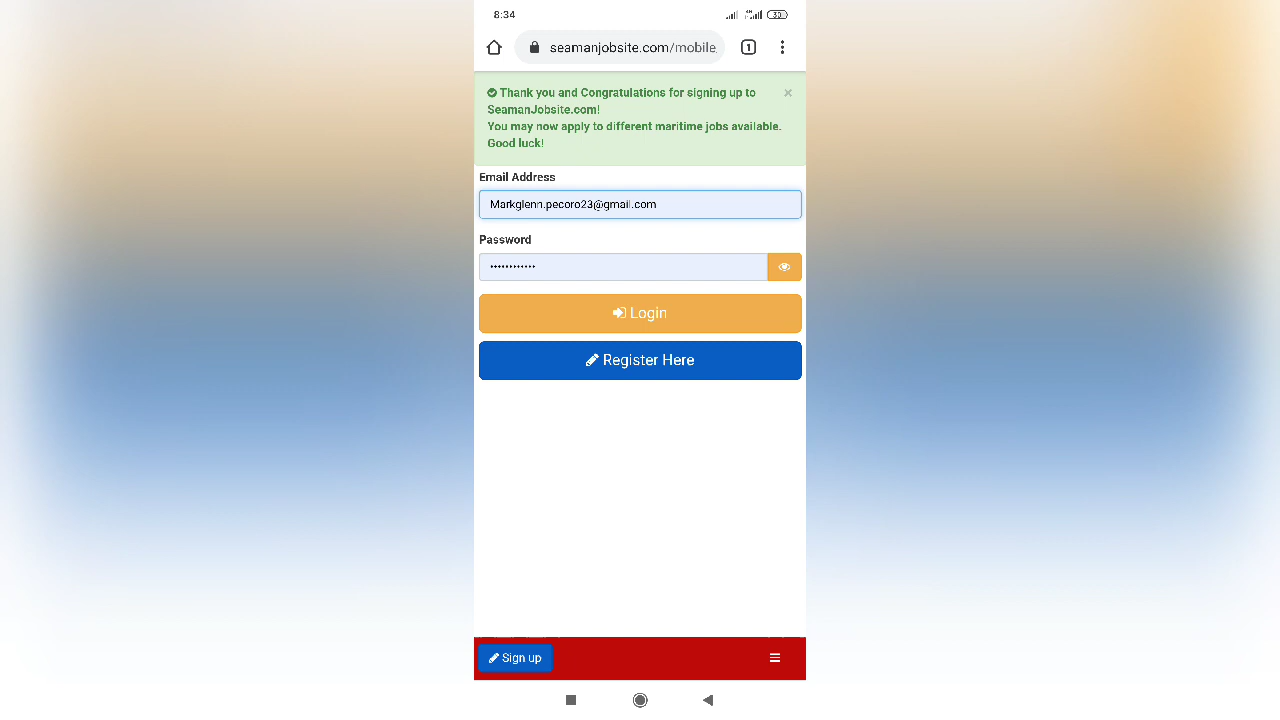 8:34
4G
30
seamanjobsite.com/mobile
1
Thank you and Congratulations for signing up to
SeamanJobsite.com!
You may now apply to different maritime jobs available.
Good luck!
×
Email Address
Markglenn.pecoro23@gmail.com
Password
••••••••••••
Login
Register Here
Sign up